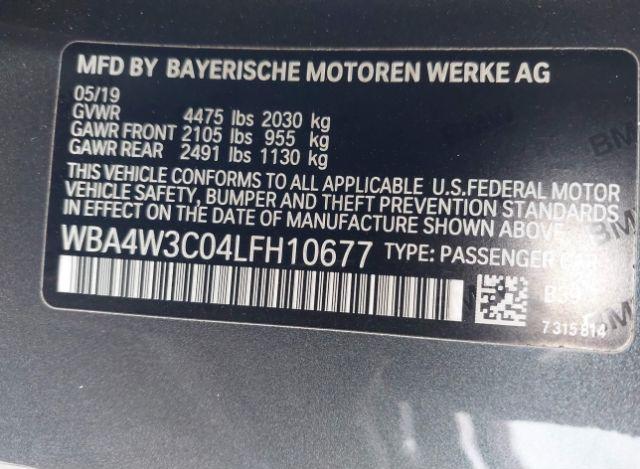 MFD BY BAYERISCHE MOTOREN WERKE AG
05/19
GVWR 4475 lbs 2030 kg
GAWR FRONT 2105 lbs 955 kg
GAWR REAR 2491 lbs 1130 kg
THIS VEHICLE CONFORMS TO ALL APPLICABLE U.S.FEDERAL MOTOR
VEHICLE SAFETY, BUMPER AND THEFT PREVENTION STANDARDS
IN EFFECT ON THE DATE OF MANUFACTURE SHOWN ABOVE
WBA4W3C04LFH10677 TYPE: PASSENGER CAR
7 315 814